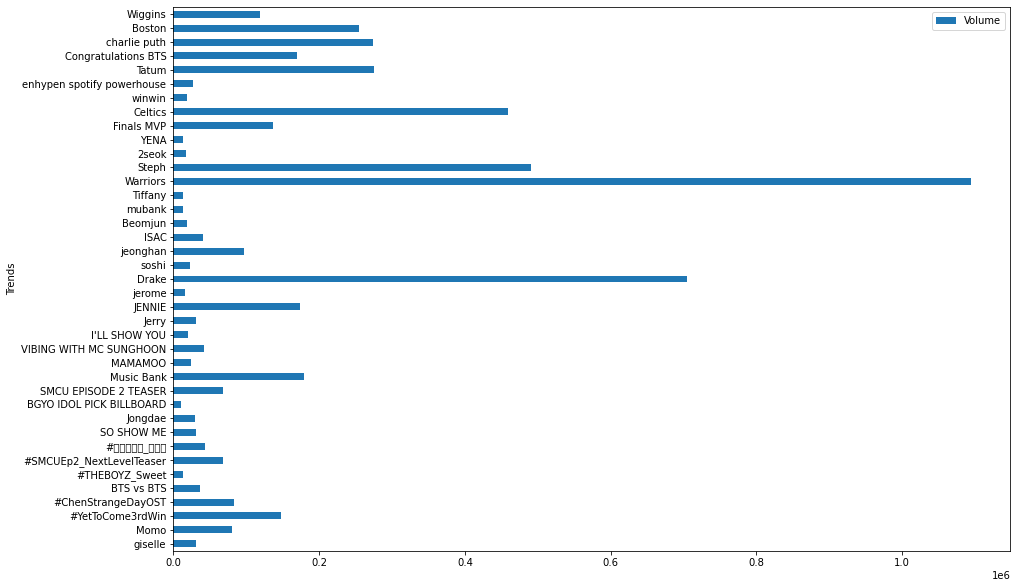 Volume
Trends
Wiggins
Boston
charlie puth
Congratulations BTS
Tatum
enhypen spotify powerhouse
winwin
Celtics
Finals MVP
YENA
2seok
Steph
Warriors
Tiffany
mubank
Beomjun
ISAC
jeonghan
soshi
Drake
jerome
JENNIE
Jerry
I'LL SHOW YOU
VIBING WITH MC SUNGHOON
MAMAMOO
Music Bank
SMCU EPISODE 2 TEASER
BGYO IDOL PICK BILLBOARD
Jongdae
SO SHOW ME
#SMCUEp2_NextLevelTeaser
#THEBOYZ_Sweet
BTS vs BTS
#ChenStrangeDayOST
#YetToCome3rdWin
Momo
giselle
0.0 0.2 0.4 0.6 0.8 1.0
1e6